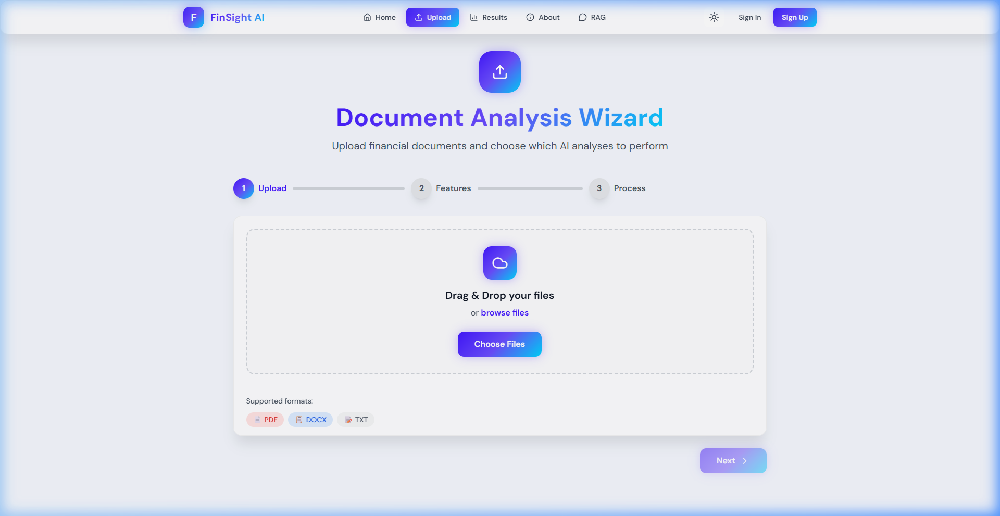 F FinSight AI Home Upload Results About RAG Sign In Sign Up
Document Analysis Wizard
Upload financial documents and choose which AI analyses to perform
1 Upload 2 Features 3 Process
Drag & Drop your files
or browse files
Choose Files
Supported formats:
PDF DOCX TXT
Next